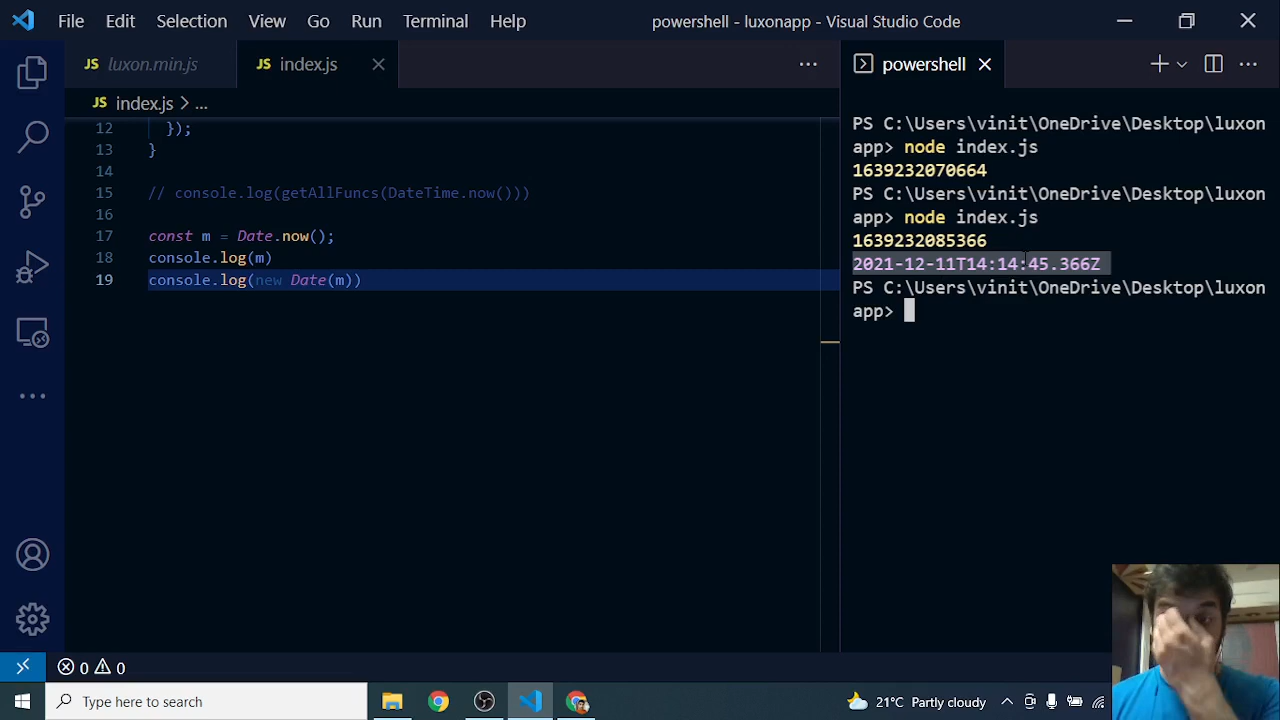 File Edit Selection View Go Run Terminal Help
powershell - luxonapp - Visual Studio Code
JS luxon.min.js
JS index.js
powershell
JS index.js > ...
12 });
13 }
14
15 // console.log(getAllFuncs(DateTime.now()))
16
17 const m = Date.now();
18 console.log(m)
19 console.log(new Date(m))
PS C:\Users\vinit\OneDrive\Desktop\luxon
app> node index.js
1639232070664
PS C:\Users\vinit\OneDrive\Desktop\luxon
app> node index.js
1639232085366
2021-12-11T14:14:45.366Z
PS C:\Users\vinit\OneDrive\Desktop\luxon
app>
0 0
Type here to search
21°C Partly cloudy